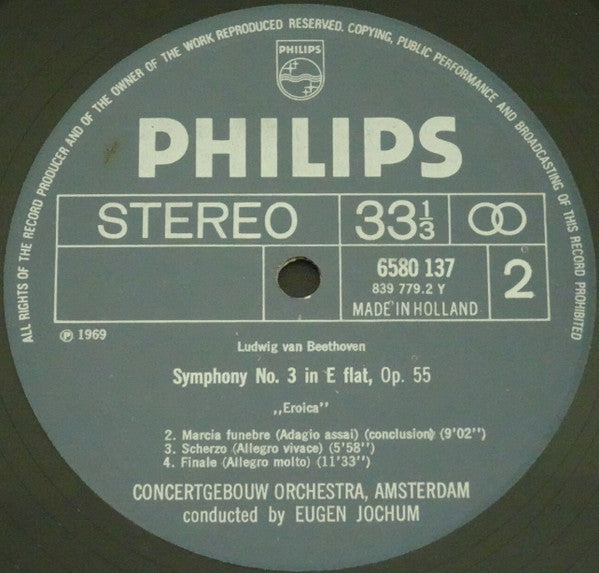 ALL RIGHTS OF THE RECORD PRODUCER AND OF THE OWNER OF THE WORK REPRODUCED RESERVED. COPYING, PUBLIC PERFORMANCE AND BROADCASTING OF THIS RECORD PROHIBITED
PHILIPS
PHILIPS
STEREO 33⅓
6580 137 2
839 779.2 Y
MADE IN HOLLAND
℗ 1969
Ludwig van Beethoven
Symphony No. 3 in E flat, Op. 55
„Eroica"
2. Marcia funebre (Adagio assai) (conclusion) (9'02'')
3. Scherzo (Allegro vivace) (5'58'')
4. Finale (Allegro molto) (11'33'')
CONCERTGEBOUW ORCHESTRA, AMSTERDAM
conducted by EUGEN JOCHUM